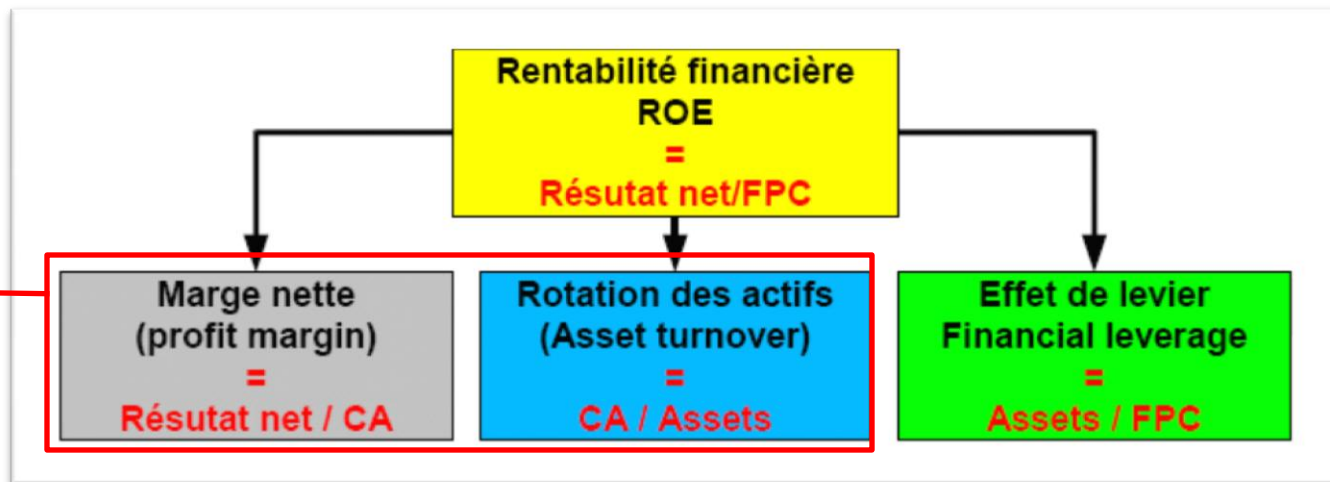 Rentabilité financière
ROE
=
Résutat net/FPC
Marge nette
(profit margin)
=
Résutat net / CA
Rotation des actifs
(Asset turnover)
=
CA / Assets
Effet de levier
Financial leverage
=
Assets / FPC